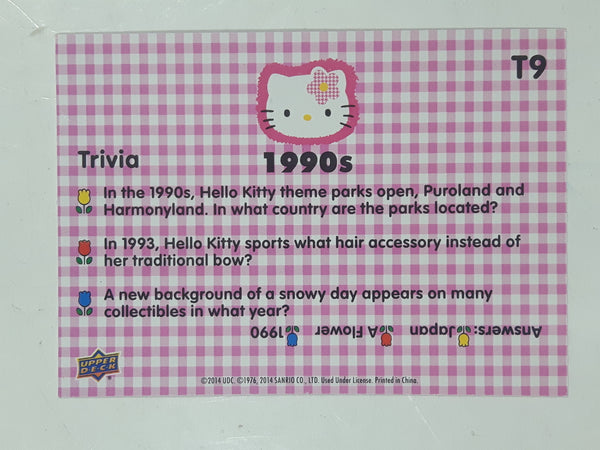 T9
Trivia 1990s
In the 1990s, Hello Kitty theme parks open, Puroland and
Harmonyland. In what country are the parks located?
In 1993, Hello Kitty sports what hair accessory instead of
her traditional bow?
A new background of a snowy day appears on many
collectibles in what year?
Answers: Japan A Flower 1990
UPPER
DECK
©2014 UDC. ©1976, 2014 SANRIO CO., LTD. Used Under License. Printed in China.